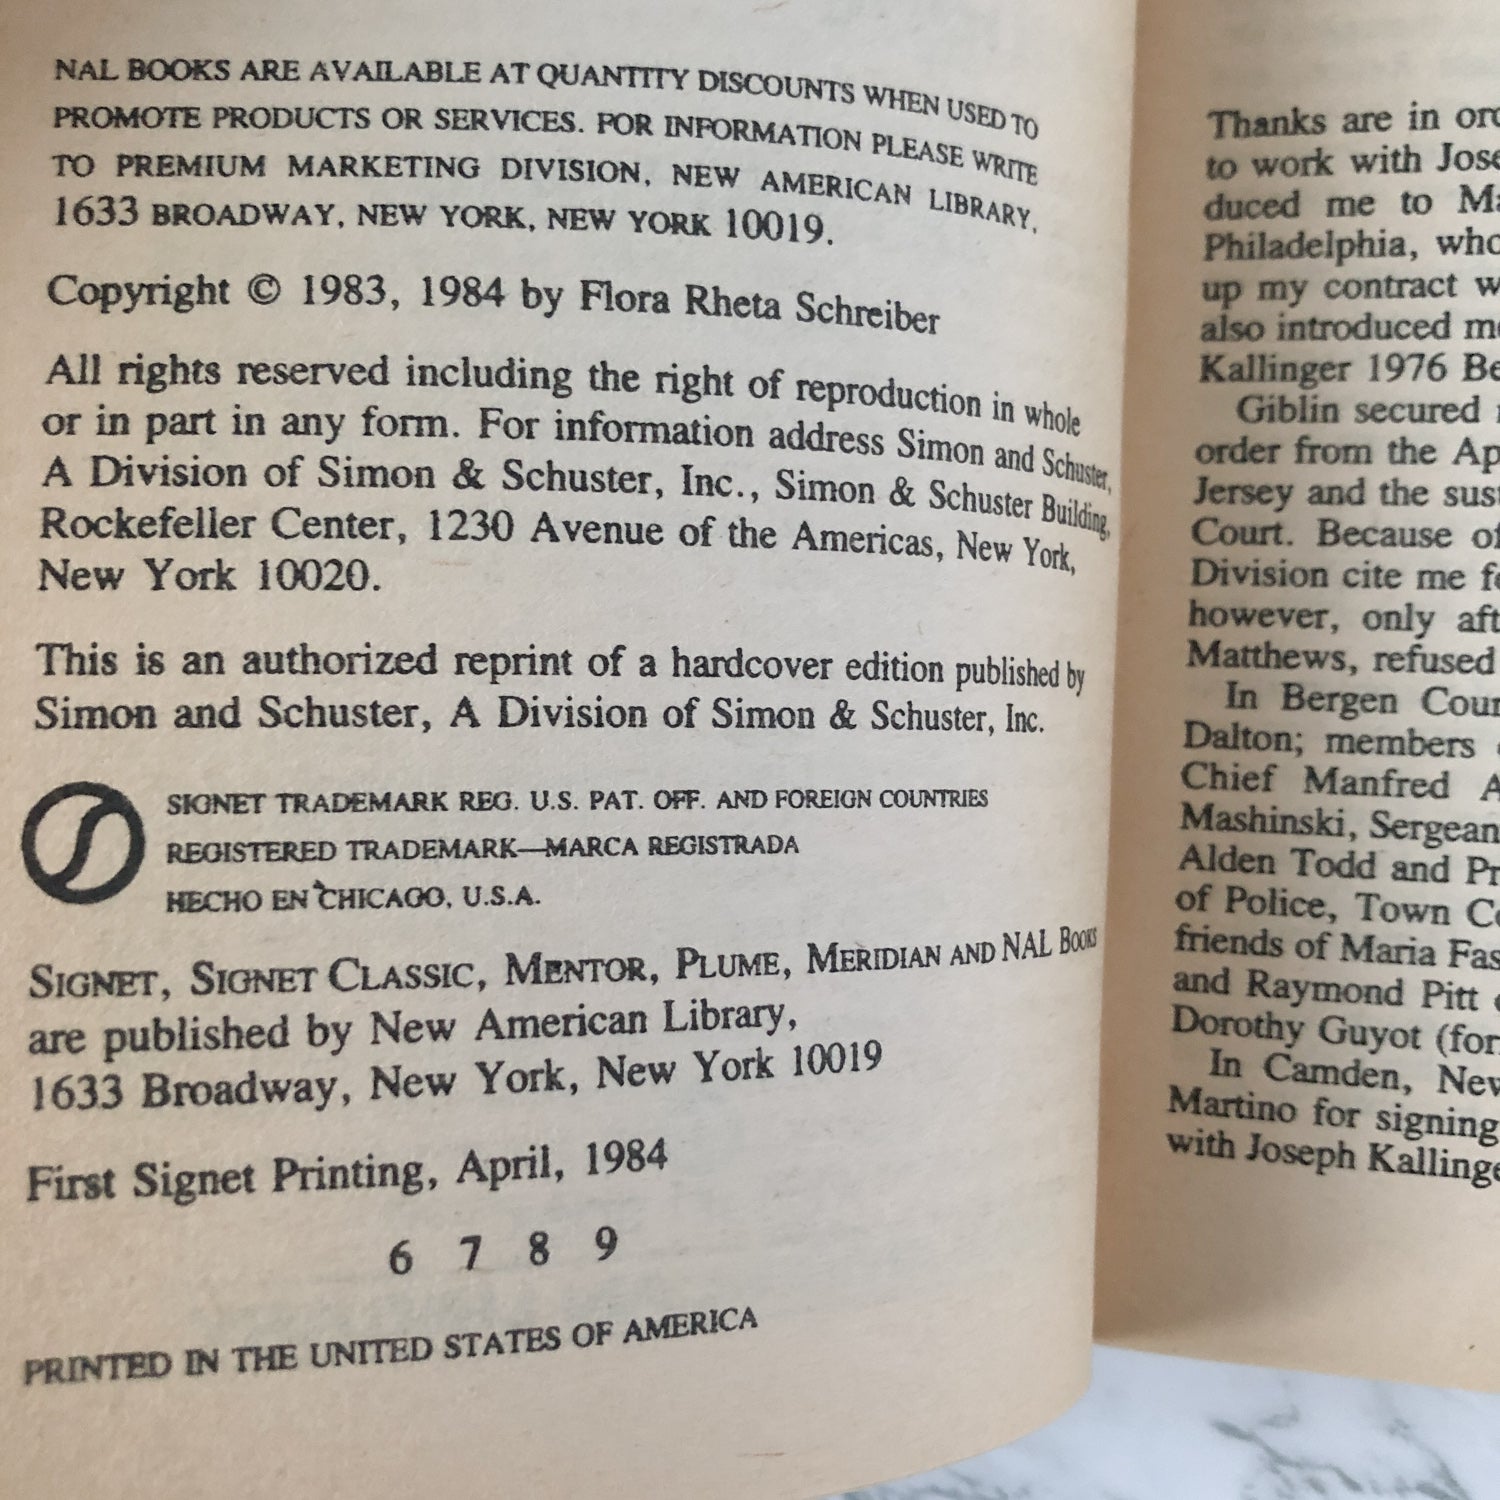 NAL BOOKS ARE AVAILABLE AT QUANTITY DISCOUNTS WHEN USED TO
PROMOTE PRODUCTS OR SERVICES. FOR INFORMATION PLEASE WRITE
TO PREMIUM MARKETING DIVISION, NEW AMERICAN LIBRARY,
1633 BROADWAY, NEW YORK, NEW YORK 10019.
Copyright © 1983, 1984 by Flora Rheta Schreiber
All rights reserved including the right of reproduction in whole
or in part in any form. For information address Simon and Schuster,
A Division of Simon & Schuster, Inc., Simon & Schuster Building,
Rockefeller Center, 1230 Avenue of the Americas, New York,
New York 10020.
This is an authorized reprint of a hardcover edition published by
Simon and Schuster, A Division of Simon & Schuster, Inc.
SIGNET TRADEMARK REG. U.S. PAT. OFF. AND FOREIGN COUNTRIES
REGISTERED TRADEMARK—MARCA REGISTRADA
HECHO EN CHICAGO, U.S.A.
SIGNET, SIGNET CLASSIC, MENTOR, PLUME, MERIDIAN AND NAL BOOKS
are published by New American Library,
1633 Broadway, New York, New York 10019
First Signet Printing, April, 1984
6 7 8 9
PRINTED IN THE UNITED STATES OF AMERICA
Thanks are in
to work with
duced me to
Philadelphia,
up my contract
also introduced
Kallinger 1976
Giblin secured
order from the
Jersey and the
Court. Because
Division cite me
however, only
Matthews, refused
In Bergen
Dalton; members
Chief Manfred
Mashinski,
Alden Todd and
of Police, Town
friends of Maria
and Raymond Pitt
Dorothy Guyot
In Camden,
Martino for signing
with Joseph